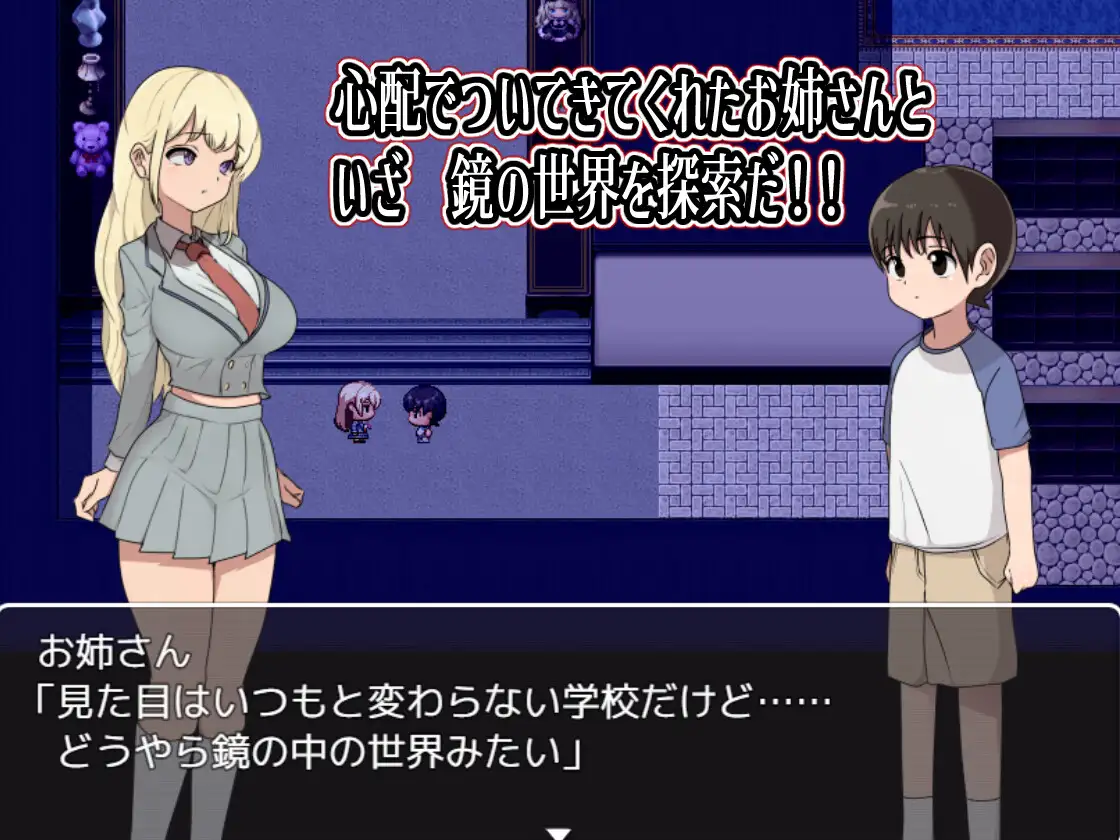 心配でついてきてくれたお姉さんと
いざ　鏡の世界を探索だ！！
お姉さん
「見た目はいつもと変わらない学校だけど……
どうやら鏡の中の世界みたい」